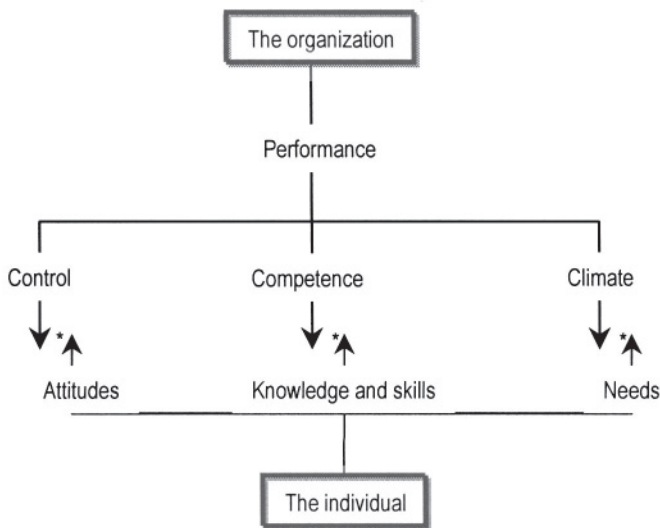 The organization
Performance
Control Competence Climate
* * *
Attitudes Knowledge and skills Needs
The individual